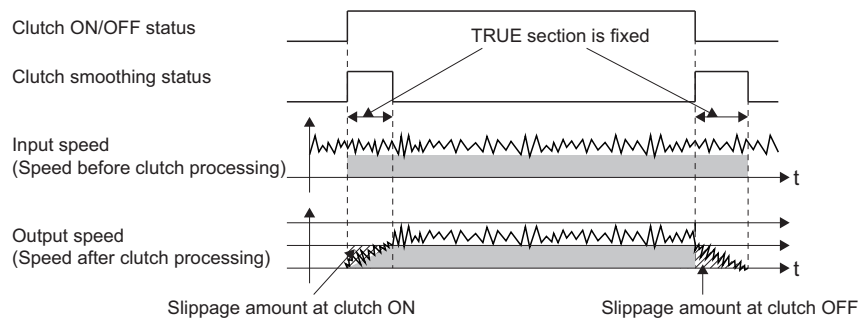 Clutch ON/OFF status
TRUE section is fixed
Clutch smoothing status
Input speed
(Speed before clutch processing)
t
Output speed
(Speed after clutch processing)
t
Slippage amount at clutch ON
Slippage amount at clutch OFF